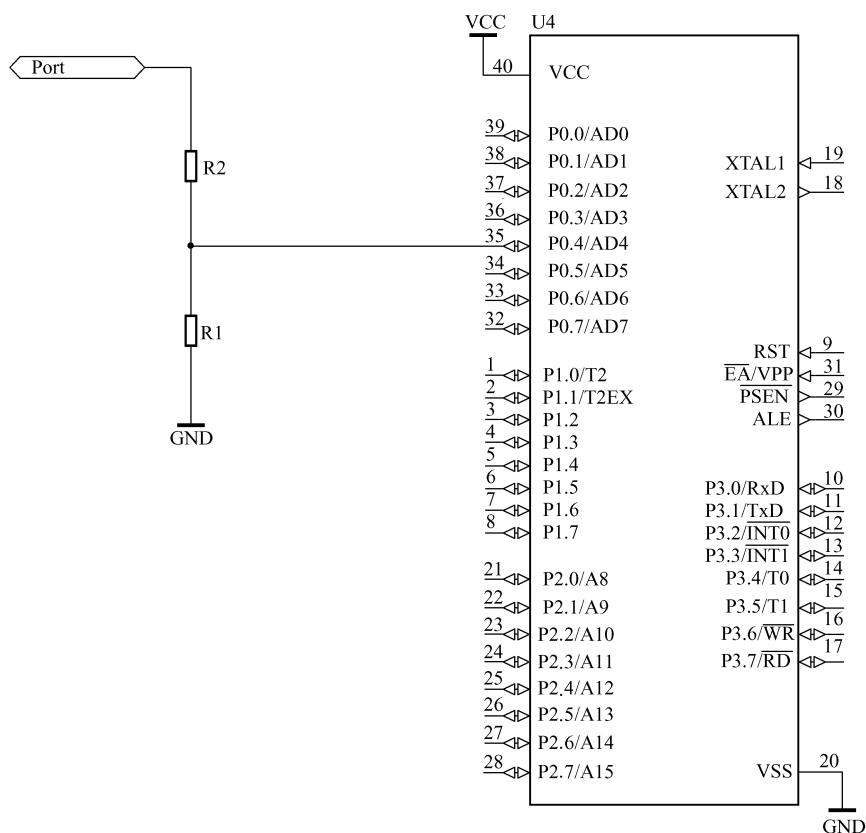 VCC U4
Port
40 VCC
39 P0.0/AD0
38 P0.1/AD1 XTAL1 19
37 P0.2/AD2 XTAL2 18
36 P0.3/AD3
35 P0.4/AD4
34 P0.5/AD5
33 P0.6/AD6
32 P0.7/AD7
R2
R1
GND
RST 9
1 P1.0/T2 EA/VPP 31
2 P1.1/T2EX PSEN 29
3 P1.2 ALE 30
4 P1.3
5 P1.4
6 P1.5 P3.0/RxD 10
7 P1.6 P3.1/TxD 11
8 P1.7 P3.2/INT0 12
P3.3/INT1 13
21 P2.0/A8 P3.4/T0 14
22 P2.1/A9 P3.5/T1 15
23 P2.2/A10 P3.6/WR 16
24 P2.3/A11 P3.7/RD 17
25 P2.4/A12
26 P2.5/A13
27 P2.6/A14
28 P2.7/A15 VSS 20
GND